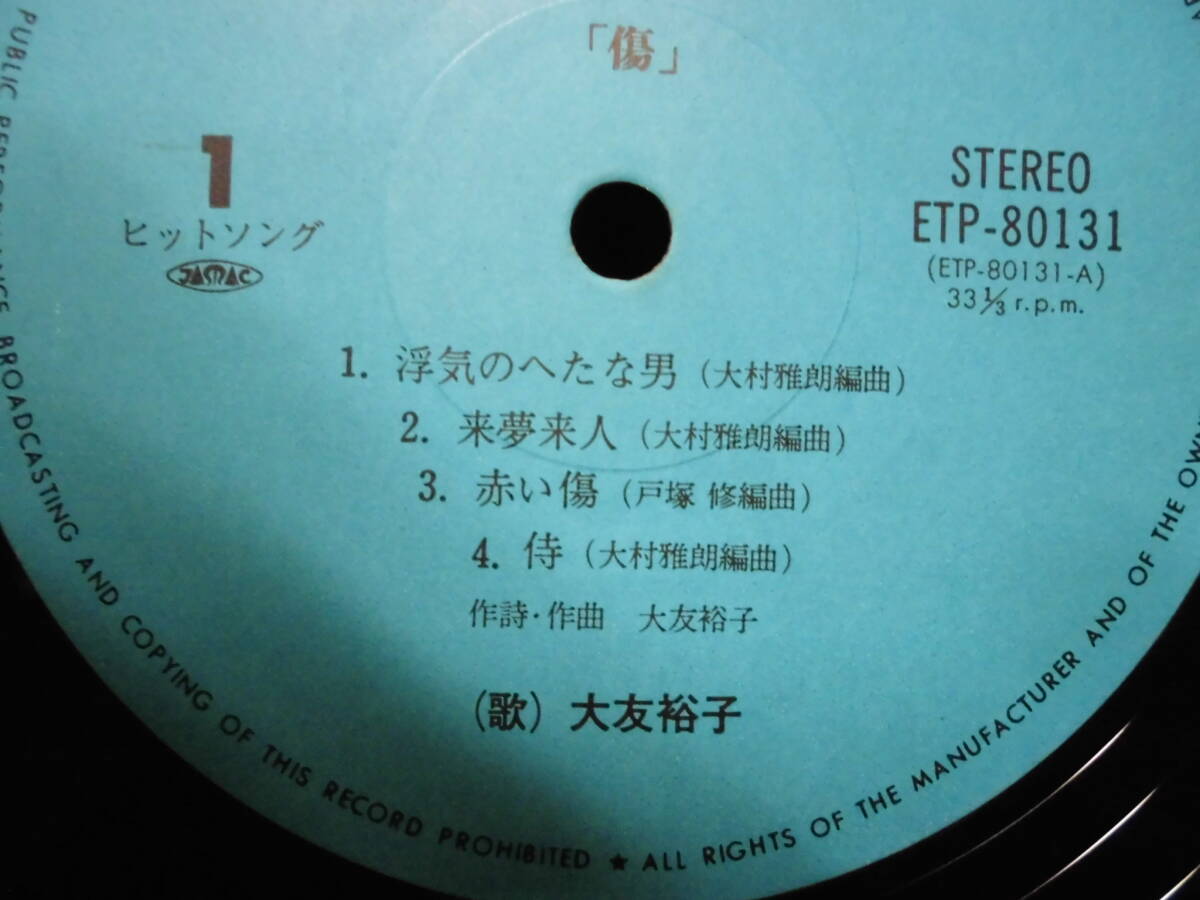 「傷」
1
ヒットソング
JASRAC
STEREO
ETP-80131
(ETP-80131-A)
33 1/3 r.p.m.
1. 浮気のへたな男 (大村雅朗編曲)
2. 来夢来人 (大村雅朗編曲)
3. 赤い傷 (戸塚 修編曲)
4. 侍 (大村雅朗編曲)
作詩・作曲 大友裕子
(歌) 大友裕子
PUBLIC PERFORMANCE BROADCASTING AND COPYING OF THIS RECORD PROHIBITED ★ ALL RIGHTS OF THE MANUFACTURER AND OF THE OWN